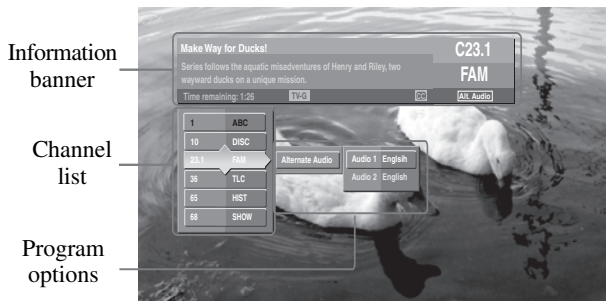 Information
banner
Make Way for Ducks!
C23.1
Series follows the aquatic misadventures of Henry and Riley, two
wayward ducks on a unique mission.
FAM
Time remaining: 1:26 TV-G CC Alt. Audio
Channel
list
1 ABC
10 DISC
23.1 FAM Alternate Audio Audio 1 Englsih
36 TLC Audio 2 English
65 HIST
68 SHOW
Program
options